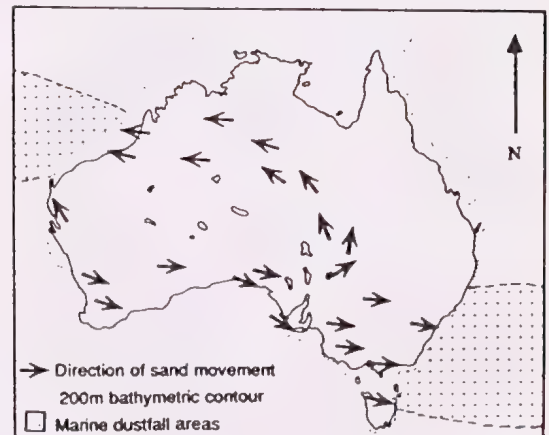 N
Direction of sand movement
200m bathymetric contour
Marine dustfall areas